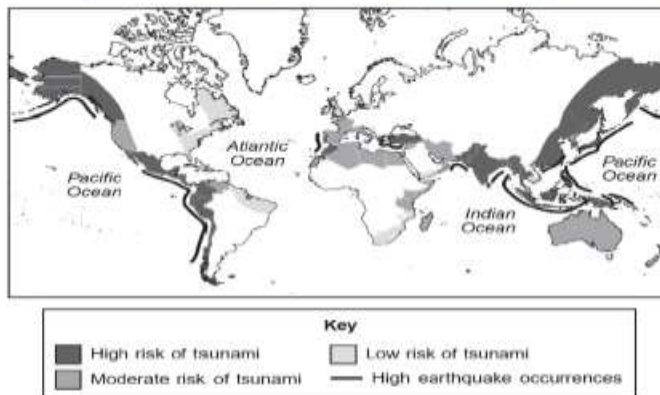 Atlantic
Ocean
Pacific
Ocean
Pacific
Ocean
Indian
Ocean
Key
High risk of tsunami
Low risk of tsunami
Moderate risk of tsunami
High earthquake occurrences